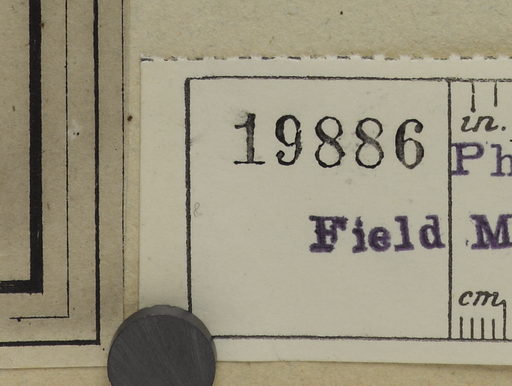 19886
in.
Ph
Field M
cm.